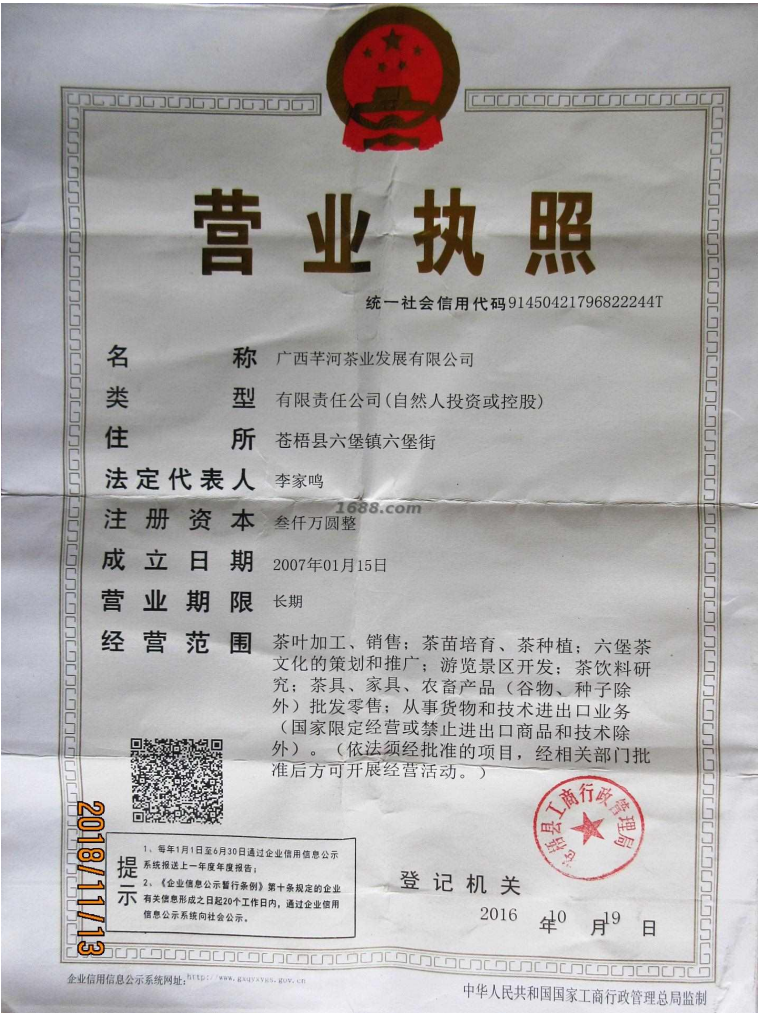 营业执照
统一社会信用代码91450421796822244T
名称 广西芊河茶业发展有限公司
类型 有限责任公司(自然人投资或控股)
住所 苍梧县六堡镇六堡街
法定代表人 李家鸣
1688.com
注册资本 叁仟万圆整
成立日期 2007年01月15日
营业期限 长期
经营范围 茶叶加工、销售；茶苗培育、茶种植；六堡茶
文化的策划和推广；游览景区开发；茶饮料研
究；茶具、家具、农畜产品（谷物、种子除
外）批发零售；从事货物和技术进出口业务
（国家限定经营或禁止进出口商品和技术除
外）。（依法须经批准的项目，经相关部门批
准后方可开展经营活动。）
苍梧县工商行政管理局
提示
1、每年1月1日至6月30日通过企业信用信息公示
系统报送上一年度年度报告；
2、《企业信息公示暂行条例》第十条规定的企业
有关信息形成之日起20个工作日内，通过企业信用
信息公示系统向社会公示。
登记机关
2016年10月19日
2018/11/13
企业信用信息公示系统网址：http://www.gxqyxygs.gov.cn
中华人民共和国国家工商行政管理总局监制